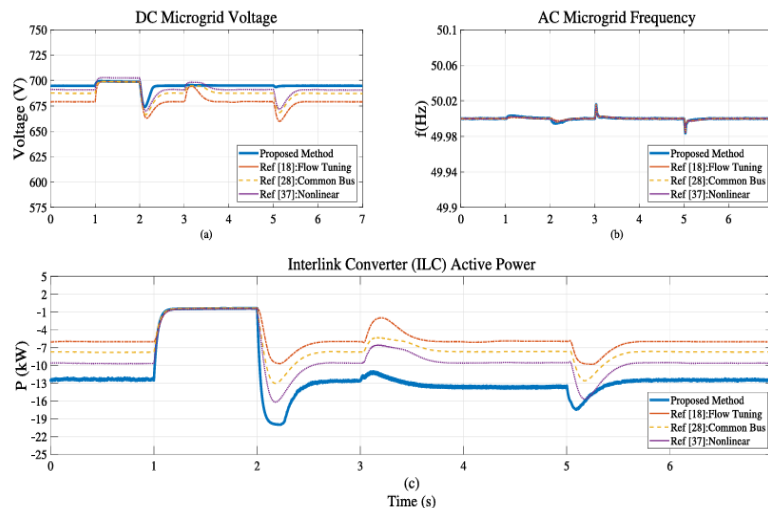 DC Microgrid Voltage
750
725
700
675
650
625
600
575
Voltage (V)
Proposed Method
Ref [18]:Flow Tuning
Ref [28]:Common Bus
Ref [37]:Nonlinear
0 1 2 3 4 5 6 7
(a)
AC Microgrid Frequency
50.1
50.06
50.02
49.98
49.94
49.9
f(Hz)
Proposed Method
Ref [18]:Flow Tuning
Ref [28]:Common Bus
Ref [37]:Nonlinear
0 1 2 3 4 5 6
(b)
Interlink Converter (ILC) Active Power
5
2
-1
-4
-7
-10
-13
-16
-19
-22
-25
P (kW)
Proposed Method
Ref [18]:Flow Tuning
Ref [28]:Common Bus
Ref [37]:Nonlinear
0 1 2 3 4 5 6
(c)
Time (s)